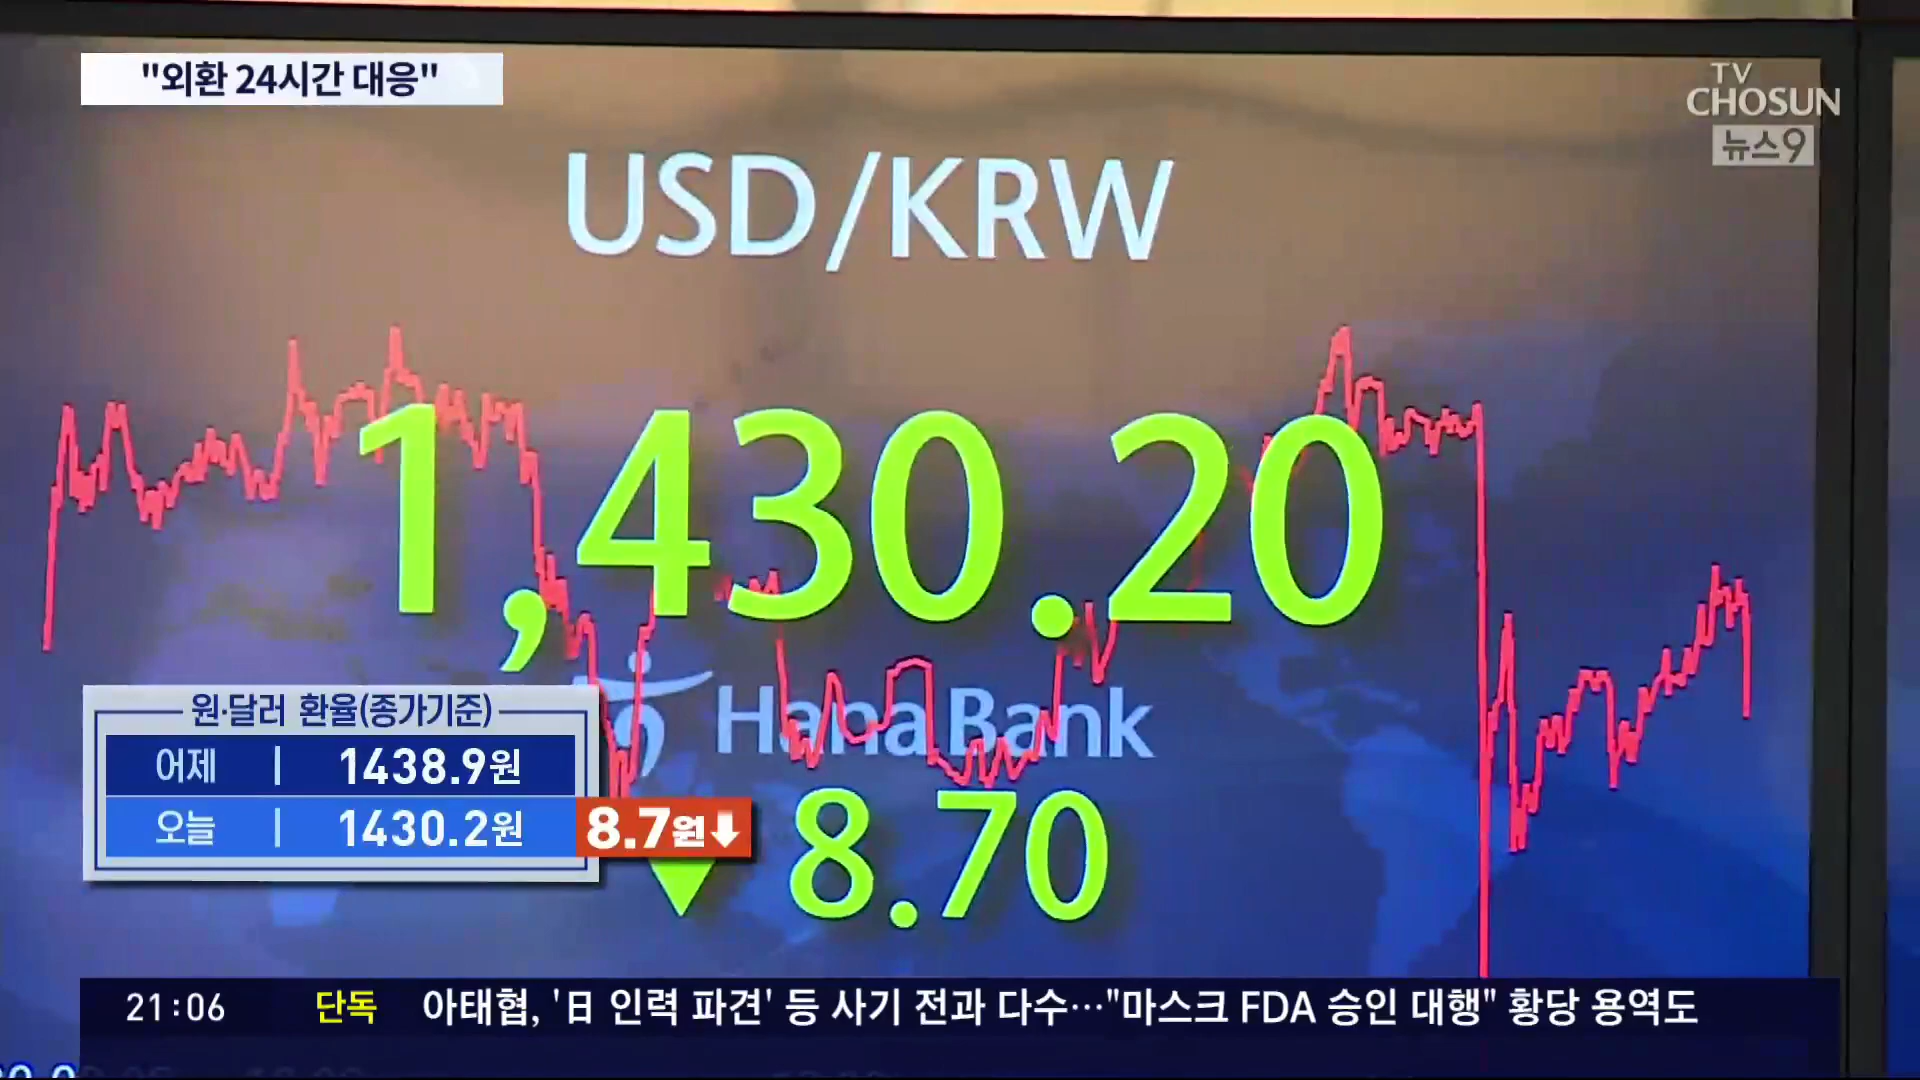 "외환 24시간 대응"
TV
CHOSUN
뉴스9
USD/KRW
1,430.20
Hana Bank
원·달러 환율(종가기준)
어제 1438.9원
오늘 1430.2원 8.7원↓
▼ 8.70
21:06 단독 아태협, '日 인력 파견' 등 사기 전과 다수…"마스크 FDA 승인 대행" 황당 용역도